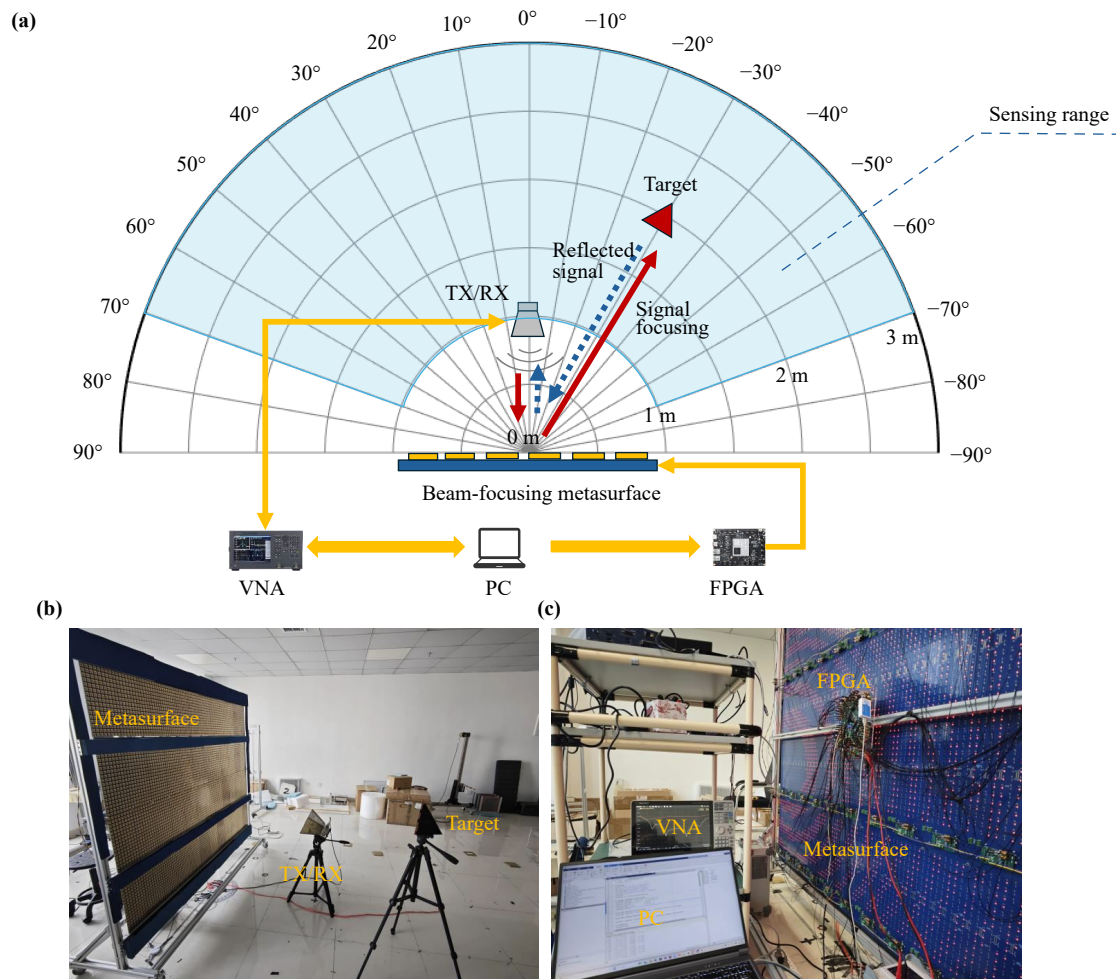 (a)
0°
10°
−10°
20°
−20°
30°
−30°
40°
−40°
50°
−50°
60°
−60°
70°
−70°
80°
−80°
90°
−90°
Sensing range
Target
Reflected
signal
TX/RX
Signal
focusing
3 m
2 m
1 m
0 m
Beam-focusing metasurface
VNA
PC
FPGA
(b)
Metasurface
Target
TX/RX
2
(c)
FPGA
VNA
Metasurface
PC